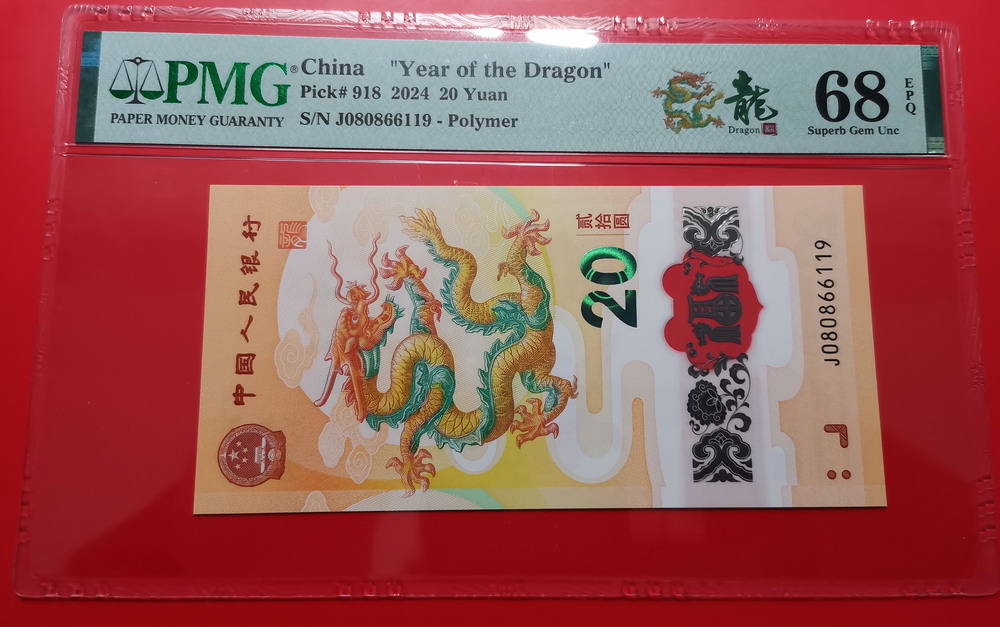 PMG® China "Year of the Dragon"
Pick# 918 2024 20 Yuan
PAPER MONEY GUARANTY S/N J080866119 - Polymer
龍
Dragon
68 EPQ
Superb Gem Unc
中国人民银行
贰拾圆
20
福
J080866119